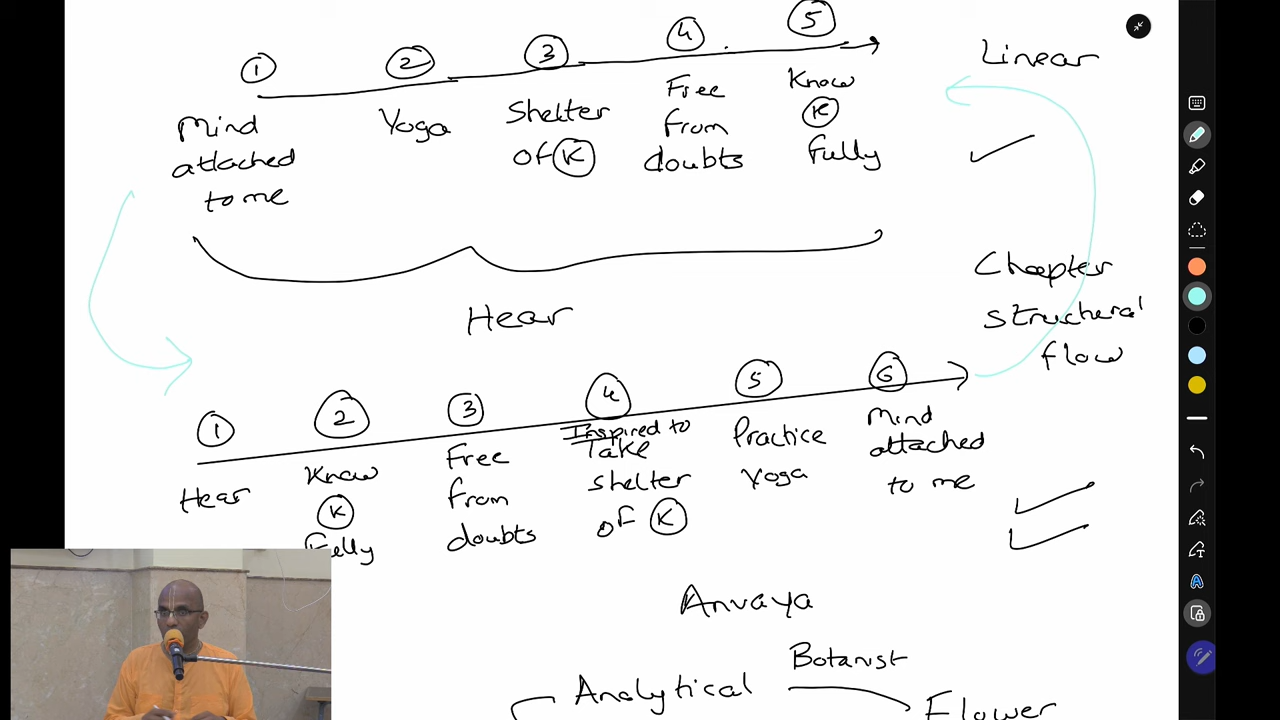 1 2 3 4 5
Linear
Mind attached to me
Yoga
Shelter of K
Free from doubts
Know K fully
Hear
Chapter structural flow
1 2 3 4 5 6
Hear
Know K Fully
Free from doubts
Inspired to Take shelter of K
Practice yoga
Mind attached to me
Anvaya
Botanist
Analytical
Flower
A